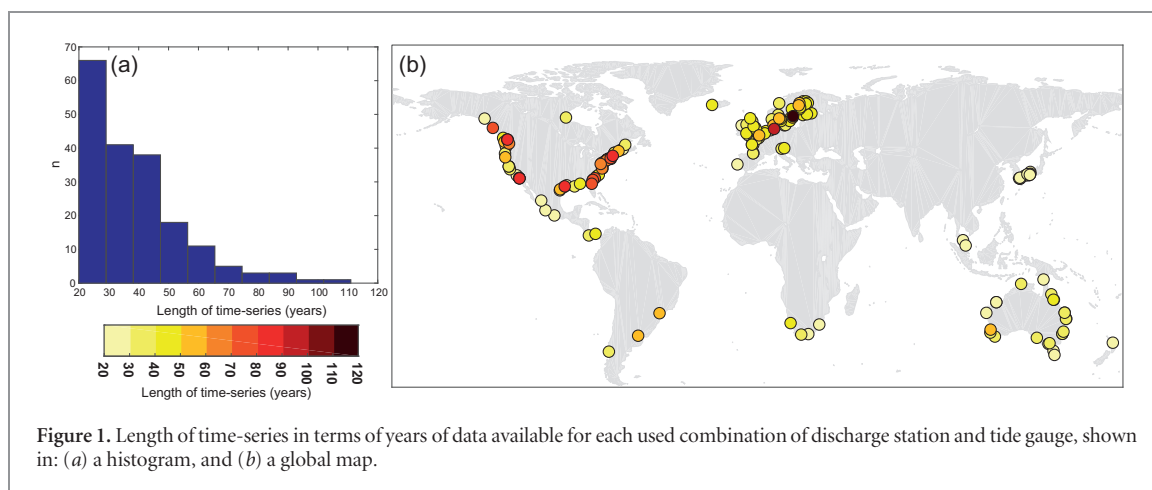 (a)
70
60
50
40
30
20
10
0
n
20 30 40 50 60 70 80 90 100 110 120
Length of time-series (years)
20 30 40 50 60 70 80 90 100 110 120
Length of time-series (years)
(b)
Figure 1. Length of time-series in terms of years of data available for each used combination of discharge station and tide gauge, shown
in: (a) a histogram, and (b) a global map.